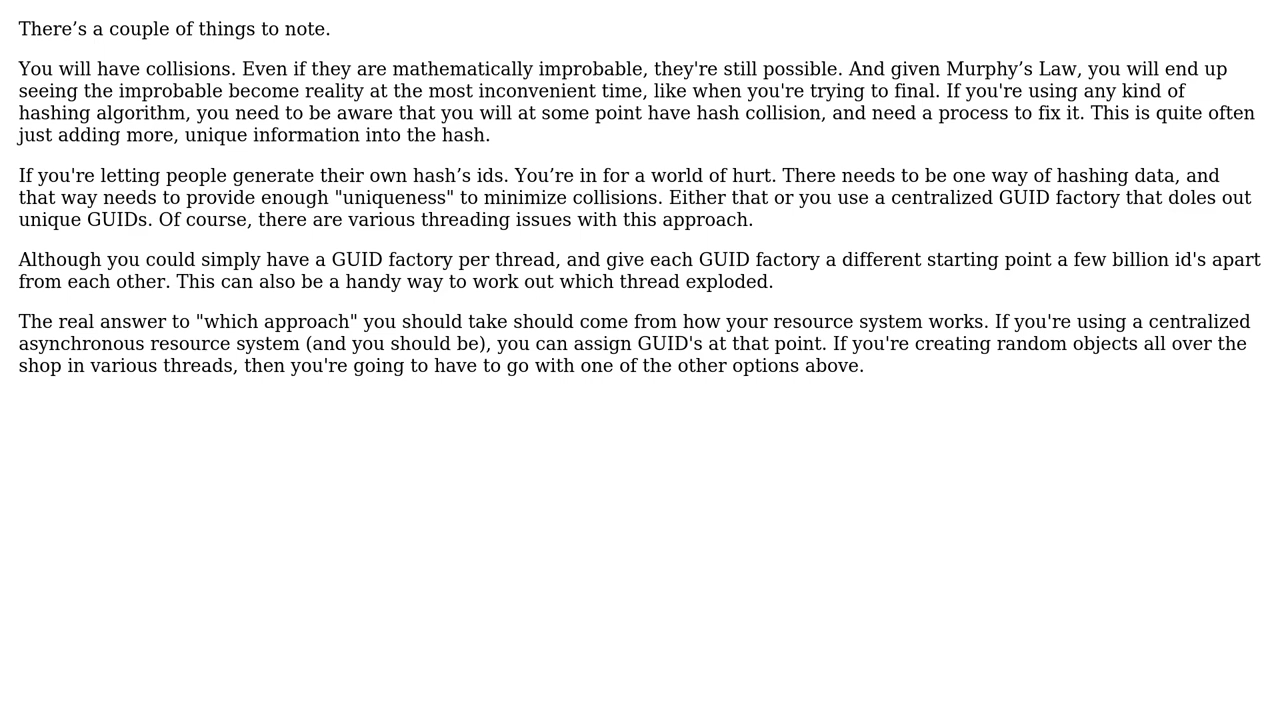 There’s a couple of things to note.
You will have collisions. Even if they are mathematically improbable, they're still possible. And given Murphy’s Law, you will end up
seeing the improbable become reality at the most inconvenient time, like when you're trying to final. If you're using any kind of
hashing algorithm, you need to be aware that you will at some point have hash collision, and need a process to fix it. This is quite often
just adding more, unique information into the hash.
If you're letting people generate their own hash’s ids. You’re in for a world of hurt. There needs to be one way of hashing data, and
that way needs to provide enough "uniqueness" to minimize collisions. Either that or you use a centralized GUID factory that doles out
unique GUIDs. Of course, there are various threading issues with this approach.
Although you could simply have a GUID factory per thread, and give each GUID factory a different starting point a few billion id's apart
from each other. This can also be a handy way to work out which thread exploded.
The real answer to "which approach" you should take should come from how your resource system works. If you're using a centralized
asynchronous resource system (and you should be), you can assign GUID's at that point. If you're creating random objects all over the
shop in various threads, then you're going to have to go with one of the other options above.